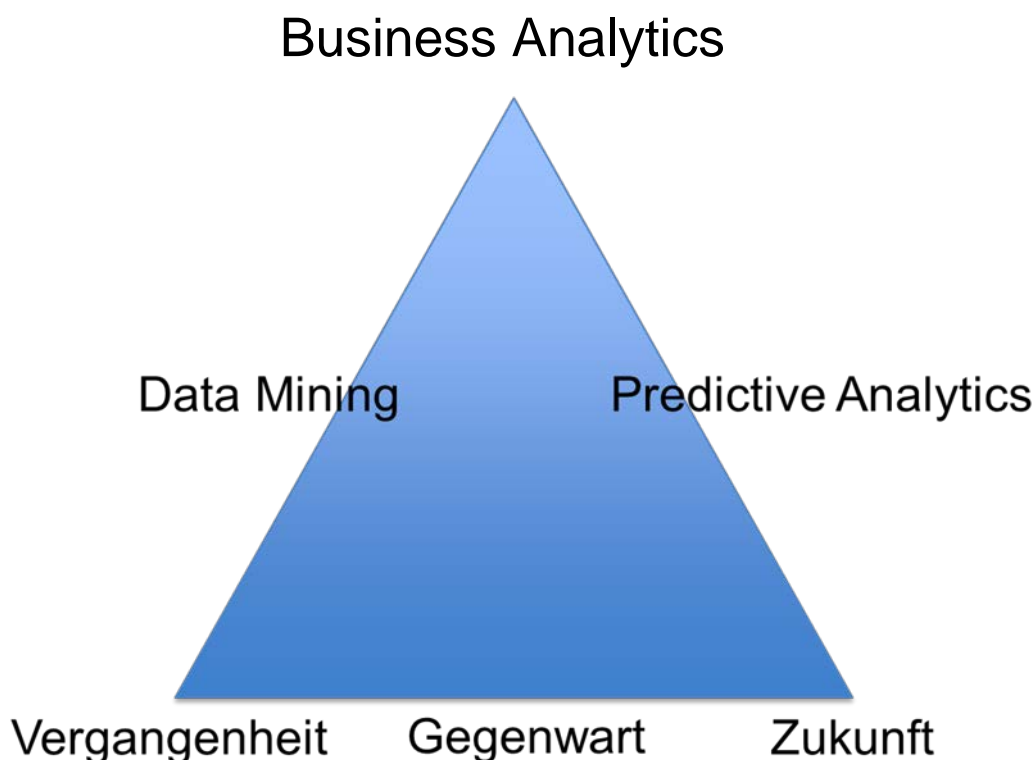 Business Analytics
Data Mining Predictive Analytics
Vergangenheit Gegenwart Zukunft